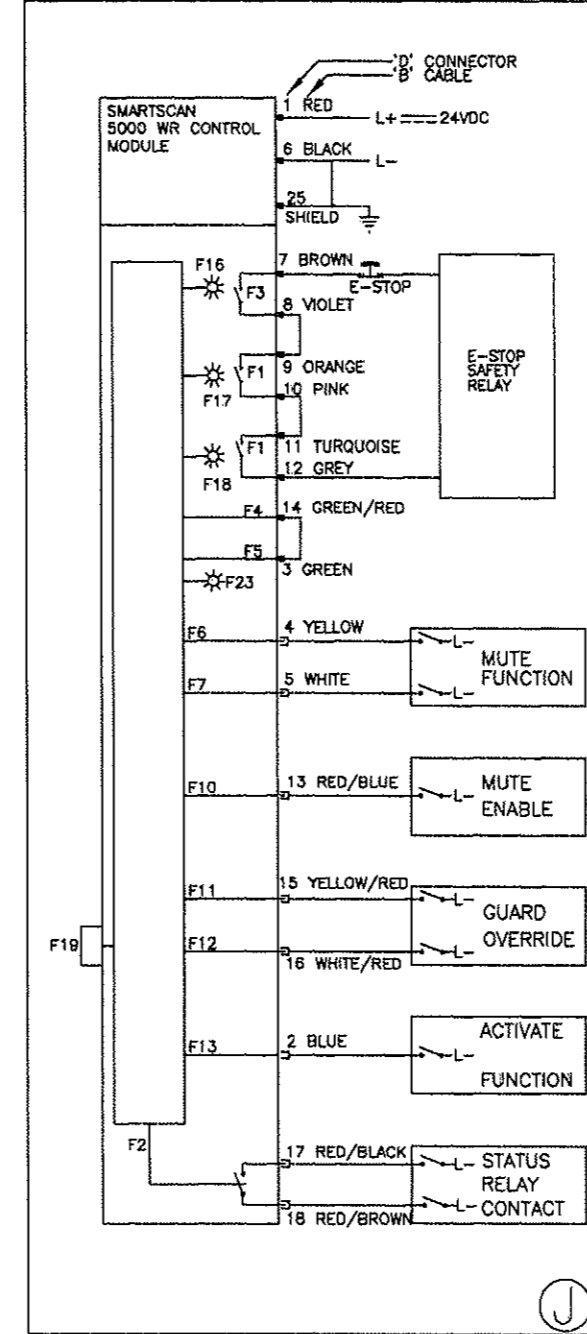 'D' CONNECTOR
'B' CABLE
SMARTSCAN
5000 WR CONTROL
MODULE
1 RED
L+ 24VDC
6 BLACK
L-
25
SHIELD
7 BROWN
E-STOP
F16
F3
8 VIOLET
E-STOP
SAFETY
RELAY
9 ORANGE
F1
F17
10 PINK
11 TURQUOISE
F1
F18
12 GREY
F4
14 GREEN/RED
F5
3 GREEN
F23
F6
4 YELLOW
L-
MUTE
FUNCTION
F7
5 WHITE
L-
F10
13 RED/BLUE
L-
MUTE
ENABLE
F11
15 YELLOW/RED
L-
GUARD
OVERRIDE
F19
F12
16 WHITE/RED
L-
F13
2 BLUE
L-
ACTIVATE
FUNCTION
F2
17 RED/BLACK
L-
STATUS
RELAY
CONTACT
18 RED/BROWN
L-
J